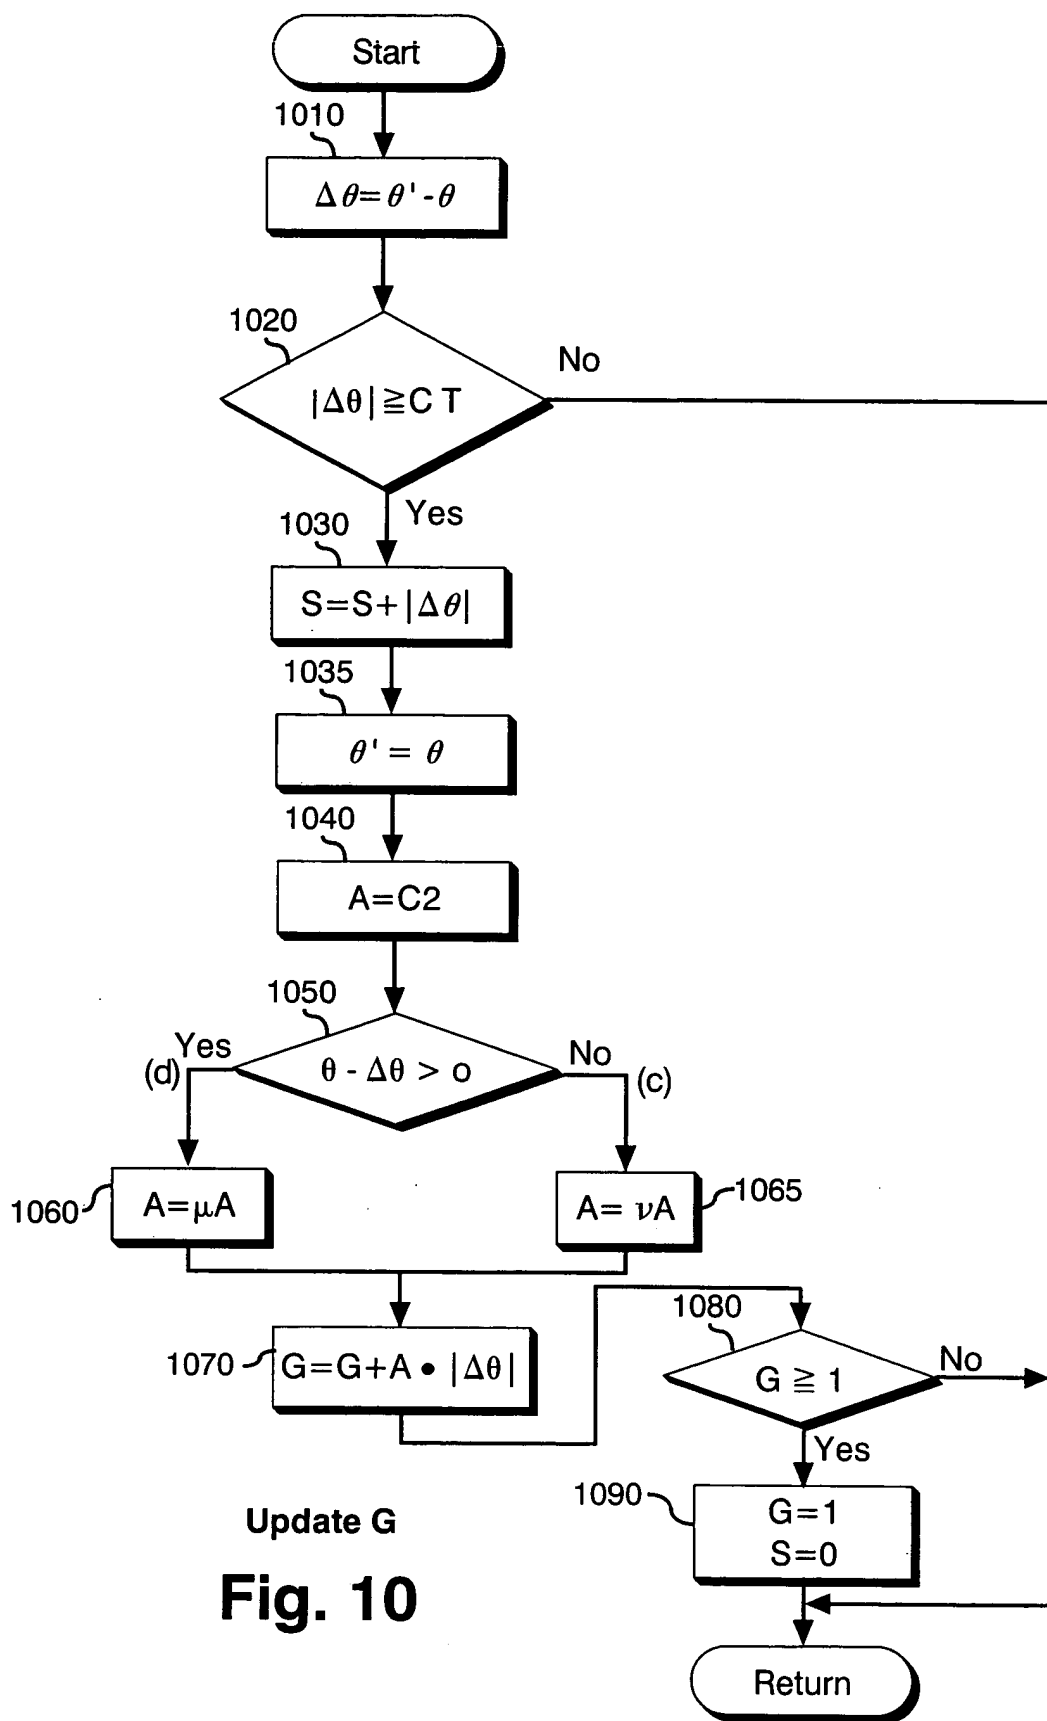 Start
1010
Δθ=θ'-θ
1020
|Δθ|≧C T
No
Yes
1030
S=S+|Δθ|
1035
θ'= θ
1040
A=C2
1050
Yes
(d)
θ - Δθ > o
No
(c)
1060
A=μA
A= νA
1065
1070
G=G+A • |Δθ|
1080
G ≧ 1
No
Yes
1090
G=1
S=0
Update G
Fig. 10
Return